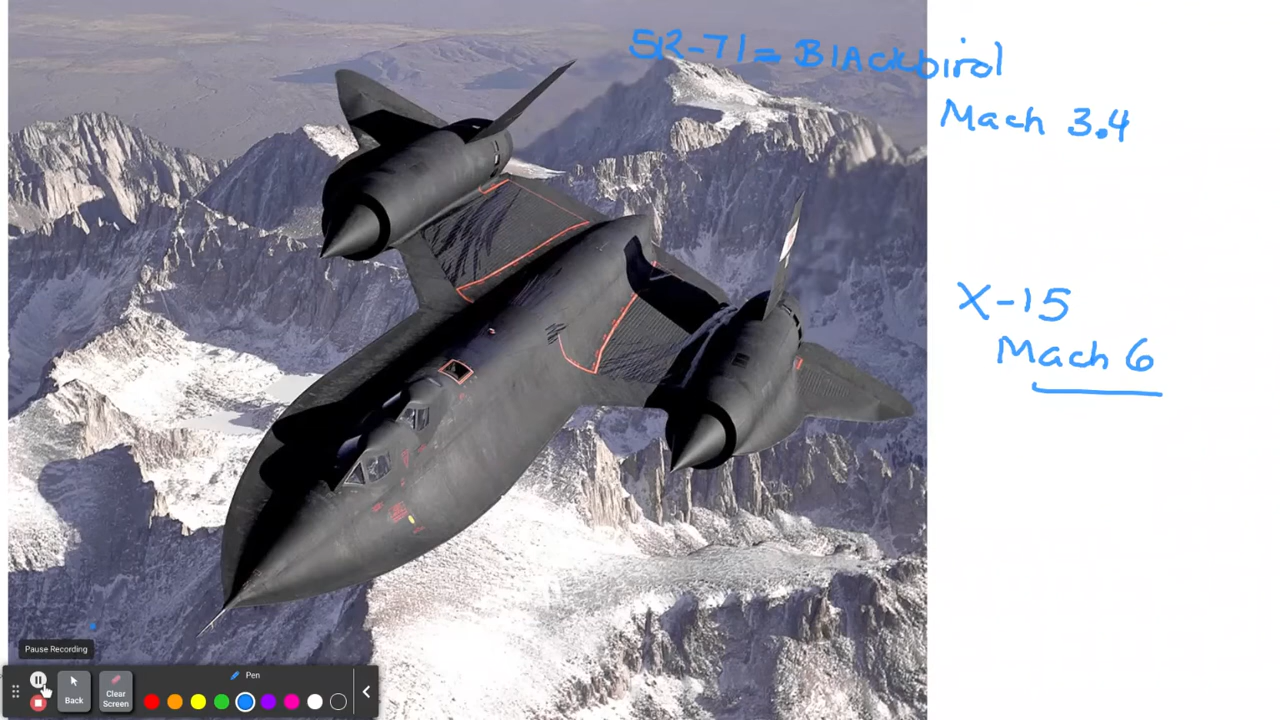 SR-71 = BlAckbird
Mach 3.4
X-15
Mach 6
Pause Recording
Back
Clear
Screen
Pen